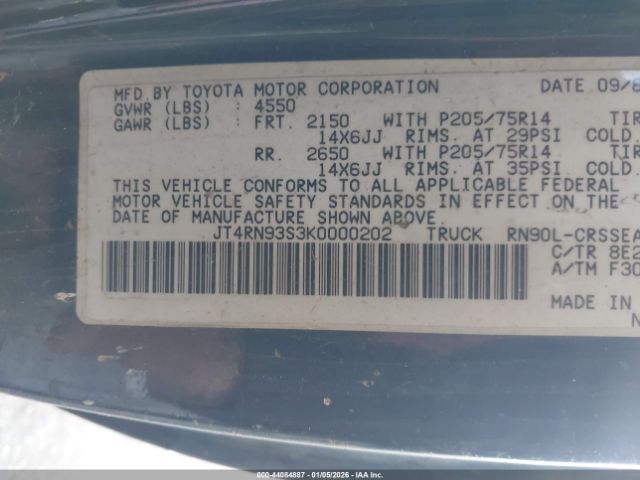 MFD BY TOYOTA MOTOR CORPORATION DATE 09/8
GVWR (LBS) : 4550
GAWR (LBS) : FRT. 2150 WITH P205/75R14 TIR
14X6JJ RIMS. AT 29PSI COLD.
RR. 2650 WITH P205/75R14 TIR
14X6JJ RIMS. AT 35PSI COLD.
THIS VEHICLE CONFORMS TO ALL APPLICABLE FEDERAL
MOTOR VEHICLE SAFETY STANDARDS IN EFFECT ON THE
DATE OF MANUFACTURE SHOWN ABOVE.
JT4RN93S3K0000202 TRUCK RN90L-CRSSEA
C/TR 8E2
A/TM F30
MADE IN
N
000-44084887 - 01/05/2026 - IAA Inc.